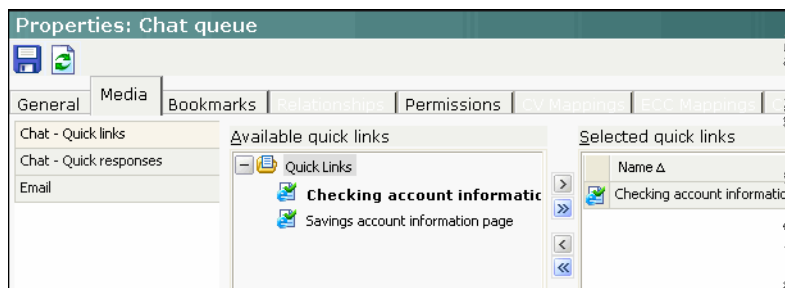 Properties: Chat queue
General Media Bookmarks Relationships Permissions CV Mappings ECC Mappings
Chat - Quick links
Chat - Quick responses
Email
Available quick links
Quick Links
Checking account informatic
Savings account information page
Selected quick links
Name
Checking account informatic